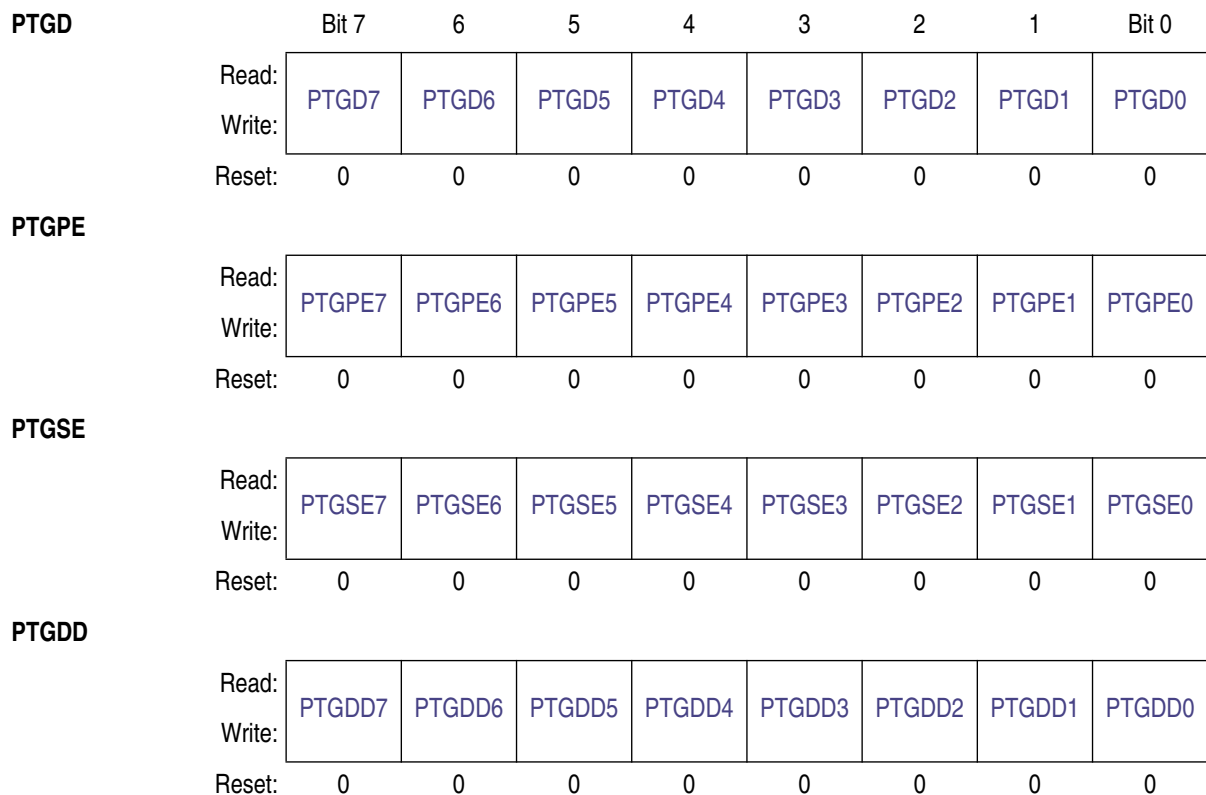 PTGD Bit 7 6 5 4 3 2 1 Bit 0
Read:
PTGD7 PTGD6 PTGD5 PTGD4 PTGD3 PTGD2 PTGD1 PTGD0
Write:
Reset: 0 0 0 0 0 0 0 0
PTGPE
Read:
PTGPE7 PTGPE6 PTGPE5 PTGPE4 PTGPE3 PTGPE2 PTGPE1 PTGPE0
Write:
Reset: 0 0 0 0 0 0 0 0
PTGSE
Read:
PTGSE7 PTGSE6 PTGSE5 PTGSE4 PTGSE3 PTGSE2 PTGSE1 PTGSE0
Write:
Reset: 0 0 0 0 0 0 0 0
PTGDD
Read:
PTGDD7 PTGDD6 PTGDD5 PTGDD4 PTGDD3 PTGDD2 PTGDD1 PTGDD0
Write:
Reset: 0 0 0 0 0 0 0 0